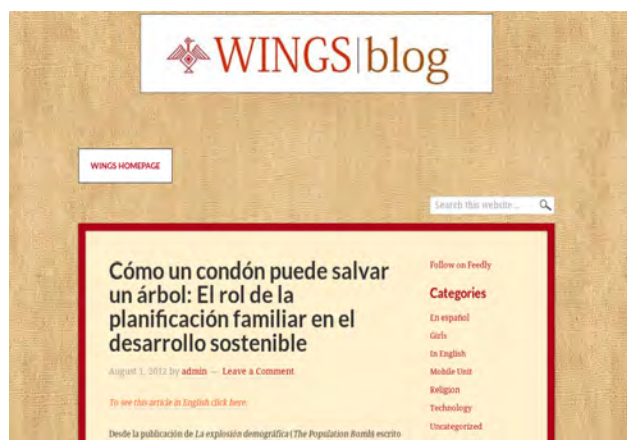 WINGS|blog
WINGS HOMEPAGE
Search this website ...
Cómo un condón puede salvar
un árbol: El rol de la
planificación familiar en el
desarrollo sostenible
August 1, 2012 by admin — Leave a Comment
To see this article in English click here.
Desde la publicación de La explosión demográfica (The Population Bomb) escrito
Follow on Feedly
Categories
En español
Girls
In English
Mobile Unit
Religion
Technology
Uncategorized